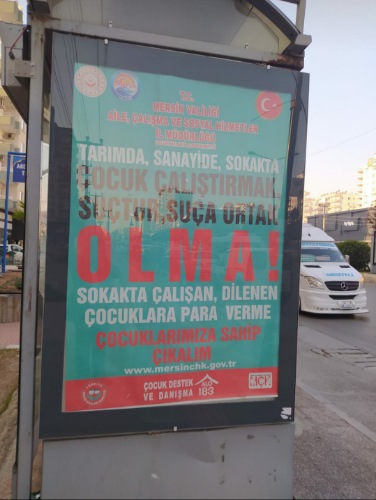 T.C.
MERSİN VALİLİĞİ
AİLE, ÇALIŞMA VE SOSYAL HİZMETLER
İL MÜDÜRLÜĞÜ
TARIMDA, SANAYİDE, SOKAKTA
ÇOCUK ÇALIŞTIRMAK,
SUÇTUR, SUÇA ORTAK
OLMA!
SOKAKTA ÇALIŞAN, DİLENEN
ÇOCUKLARA PARA VERME
ÇOCUKLARIMIZA SAHİP
ÇIKALIM
www.mersinchk.gov.tr
ÇOCUK DESTEK
VE DANIŞMA
ALO
183